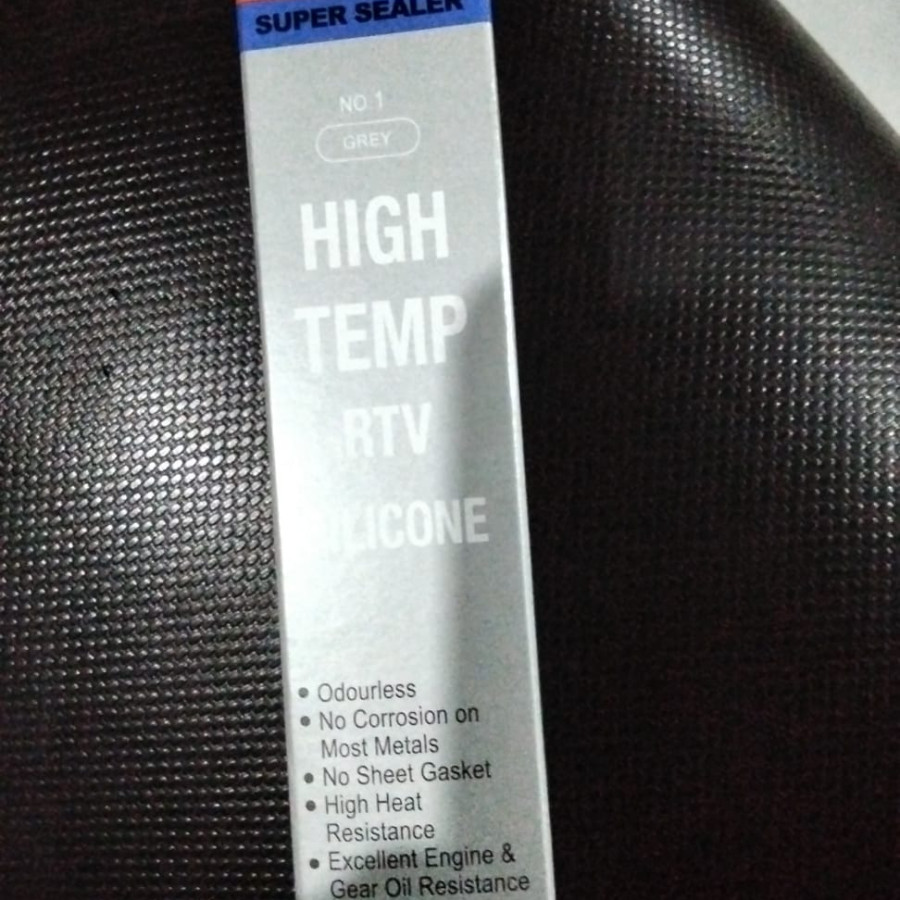 SUPER SEALER
NO.1
GREY
HIGH
TEMP
RTV
SILICONE
• Odourless
• No Corrosion on
Most Metals
• No Sheet Gasket
• High Heat
Resistance
• Excellent Engine &
Gear Oil Resistance